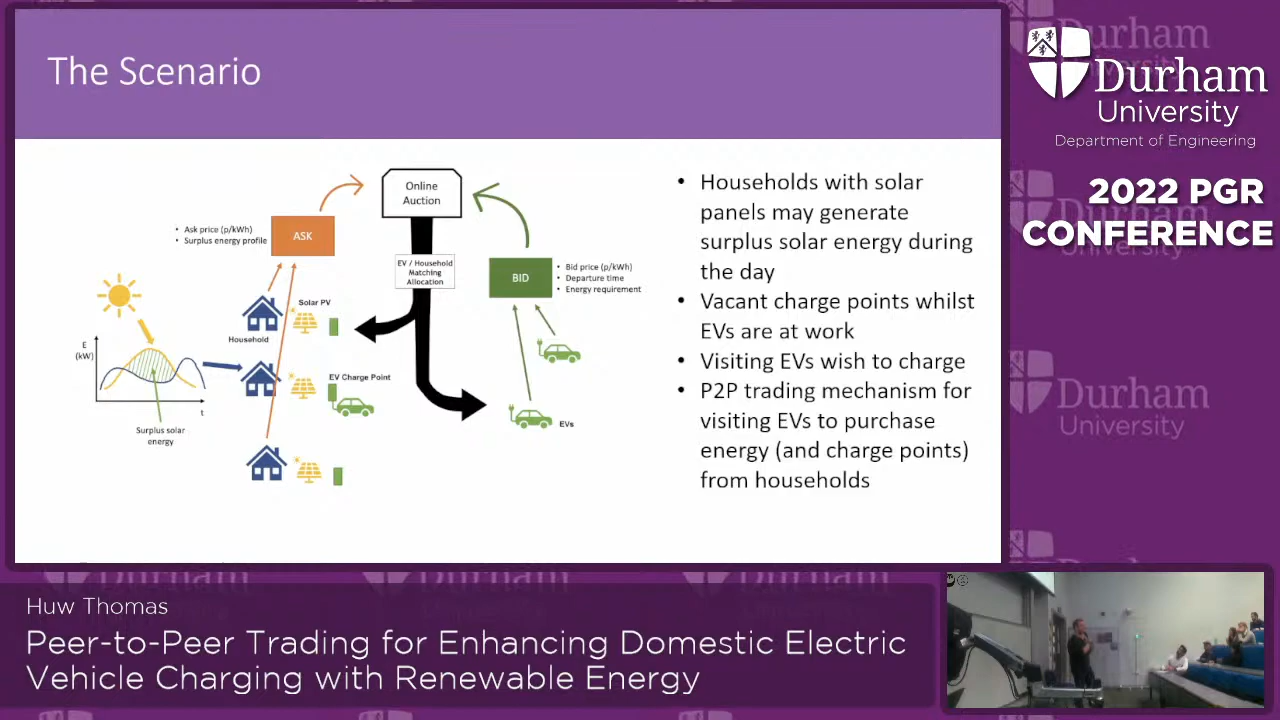 The Scenario
Online
Auction
ASK
• Ask price (p/kWh)
• Surplus energy profile
EV / Household
Matching
Allocation
BID
• Bid price (p/kWh)
• Departure time
• Energy requirement
Solar PV
Household
E
(kW)
t
Surplus solar
energy
EV Charge Point
EVs
• Households with solar
panels may generate
surplus solar energy during
the day
• Vacant charge points whilst
EVs are at work
• Visiting EVs wish to charge
• P2P trading mechanism for
visiting EVs to purchase
energy (and charge points)
from households
Durham
University
Department of Engineering
2022 PGR
CONFERENCE
Durham
University
Huw Thomas
Peer-to-Peer Trading for Enhancing Domestic Electric
Vehicle Charging with Renewable Energy